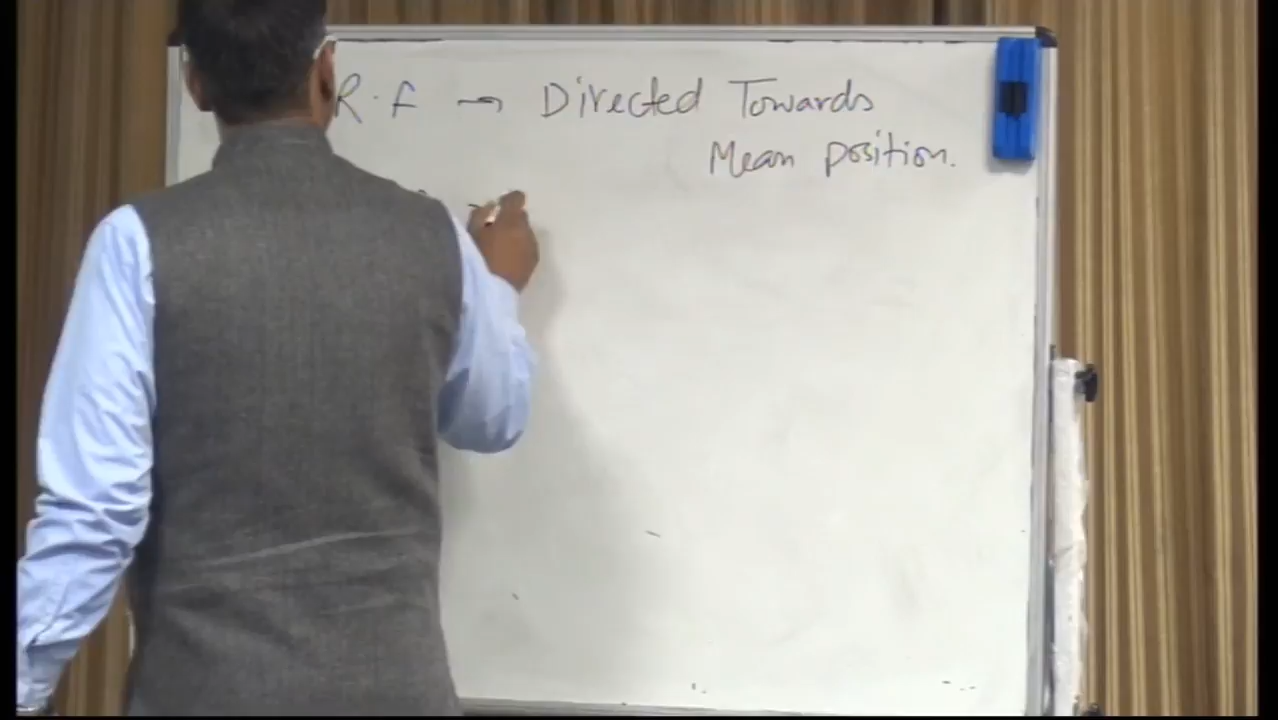 R.F → Directed Towards
Mean position.